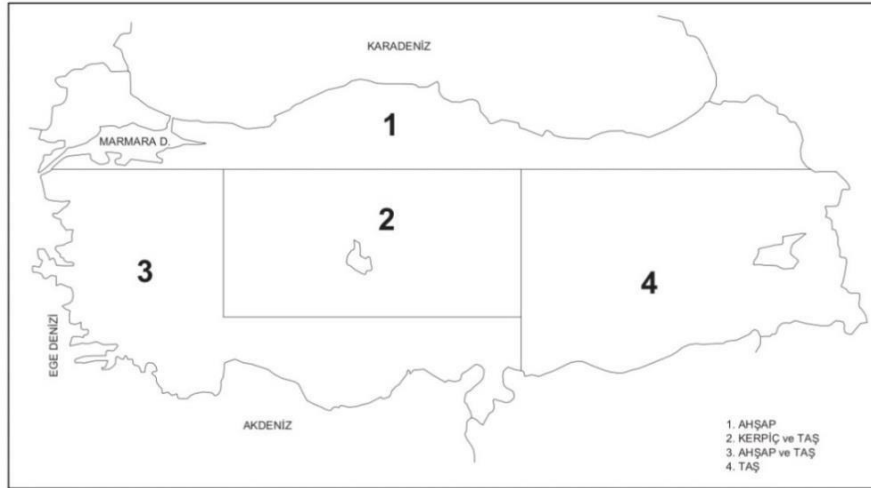 KARADENİZ
1
MARMARA D.
2
3
4
EGE DENİZİ
AKDENİZ
1. AHŞAP
2. KERPİÇ ve TAŞ
3. AHŞAP ve TAŞ
4. TAŞ